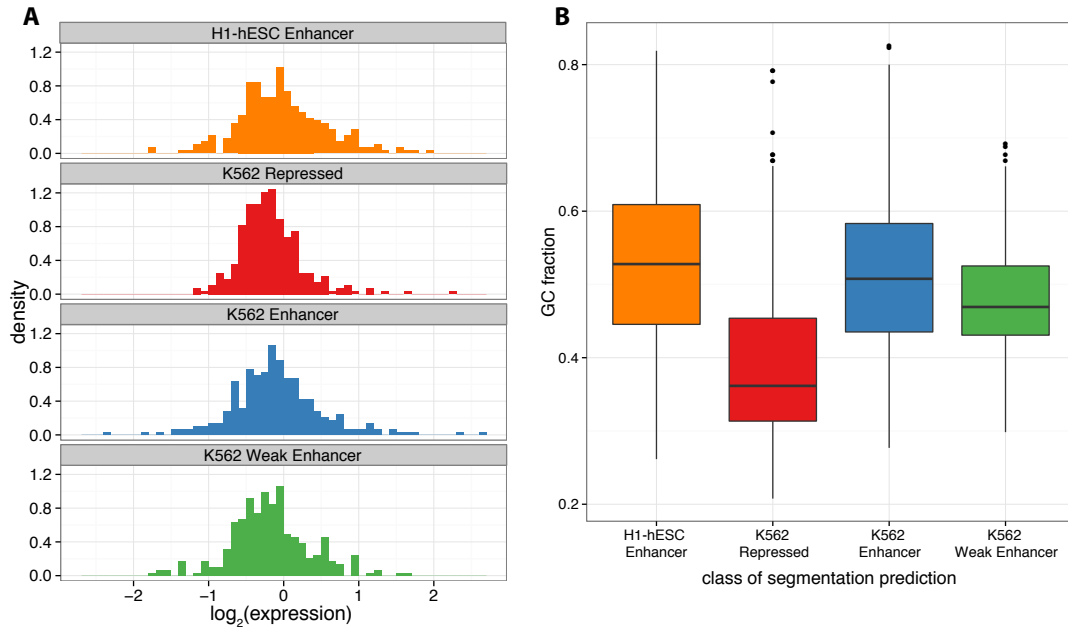 A
H1-hESC Enhancer
1.2
0.8
0.4
0.0
K562 Repressed
1.2
0.8
0.4
0.0
K562 Enhancer
1.2
0.8
0.4
0.0
K562 Weak Enhancer
1.2
0.8
0.4
0.0
density
−2 −1 0 1 2
log2(expression)
B
0.8
0.6
0.4
0.2
GC fraction
H1-hESC
Enhancer
K562
Repressed
K562
Enhancer
K562
Weak Enhancer
class of segmentation prediction